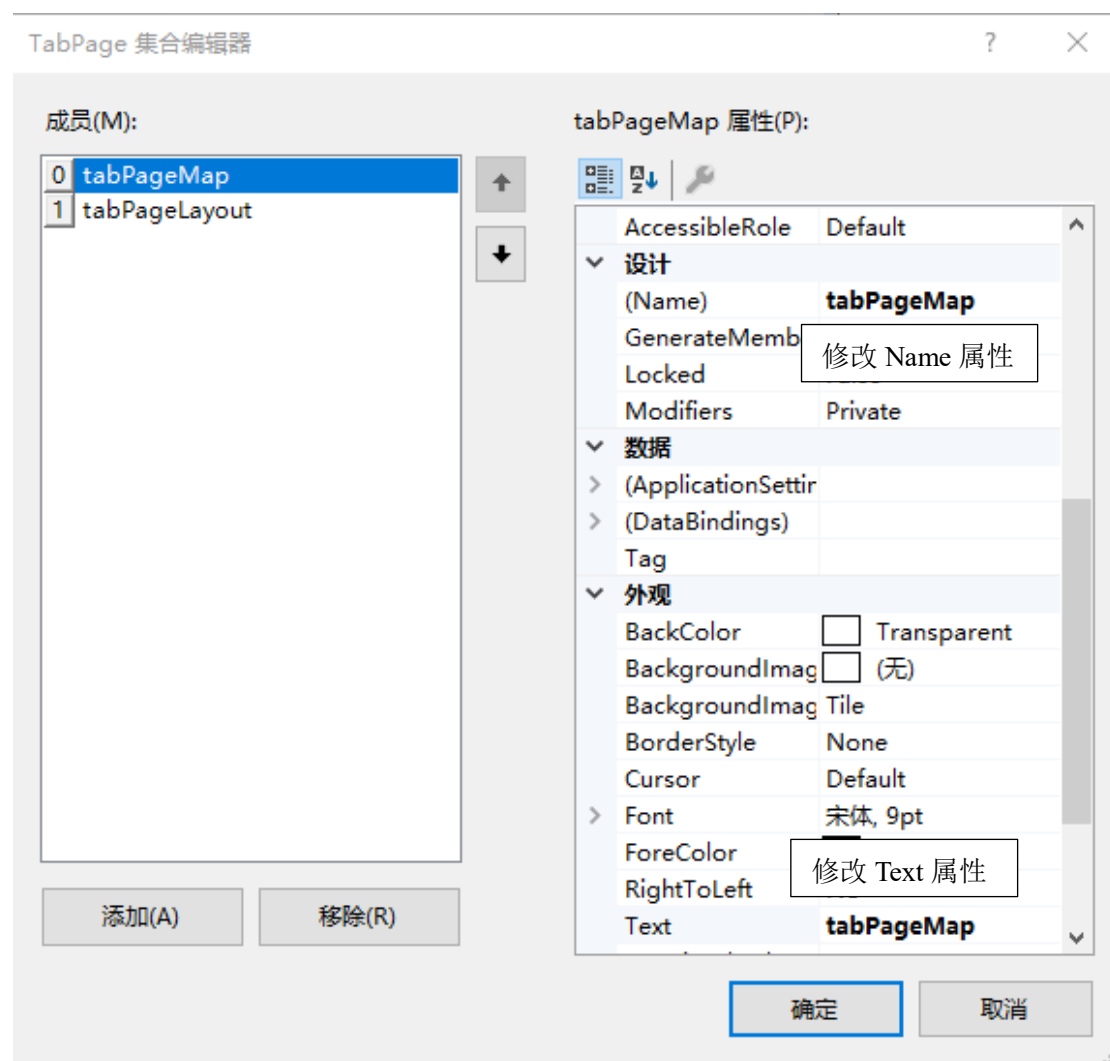 TabPage 集合编辑器
成员(M):
0 tabPageMap
1 tabPageLayout
添加(A)
移除(R)
tabPageMap 属性(P):
AccessibleRole Default
设计
(Name) tabPageMap
GenerateMemb
修改 Name 属性
Locked
Modifiers Private
数据
(ApplicationSettin
(DataBindings)
Tag
外观
BackColor Transparent
BackgroundImag (无)
BackgroundImag Tile
BorderStyle None
Cursor Default
Font 宋体, 9pt
ForeColor
修改 Text 属性
RightToLeft
Text tabPageMap
确定
取消